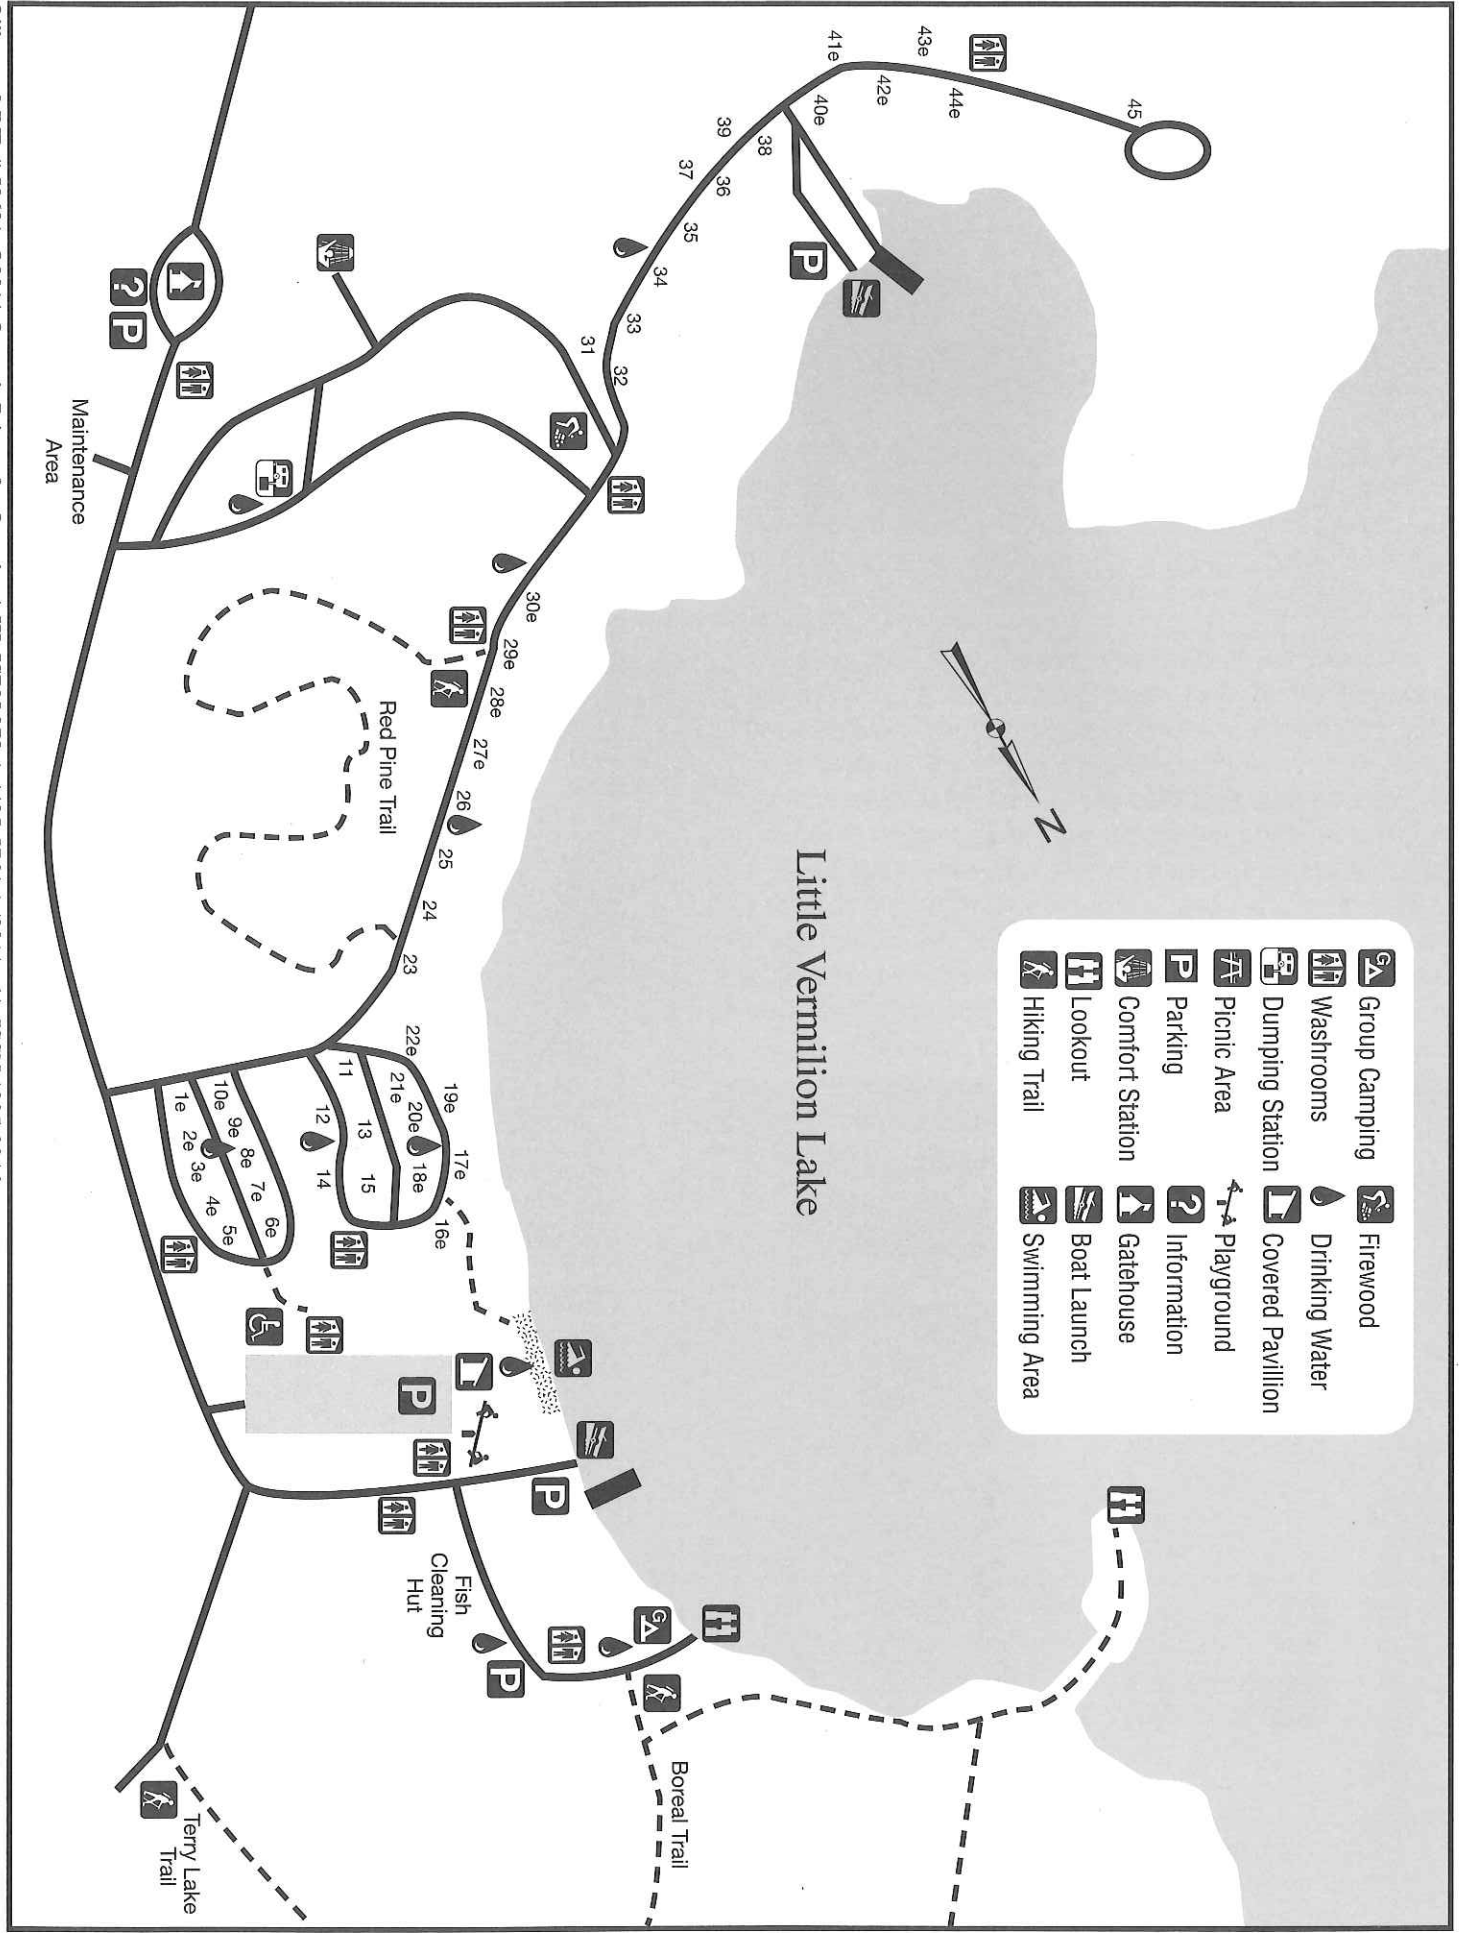 Little Vermilion Lake
N
Group Camping
Washrooms
Dumping Station
Picnic Area
Parking
Comfort Station
Lookout
Hiking Trail
Firewood
Drinking Water
Covered Pavillion
Playground
Information
Gatehouse
Boat Launch
Swimming Area
45
44e
43e
42e
41e
40e
39
38
37
36
35
34
33
32
31
30e
29e
28e
27e
26
25
24
23
22e
21e
20e
19e
18e
17e
16e
15
14
13
12
11
10e
9e
8e
7e
6e
5e
4e
3e
2e
1e
P
P
P
P
P
?
G
Red Pine Trail
Maintenance
Area
Fish
Cleaning
Hut
Boreal Trail
Terry Lake
Trail